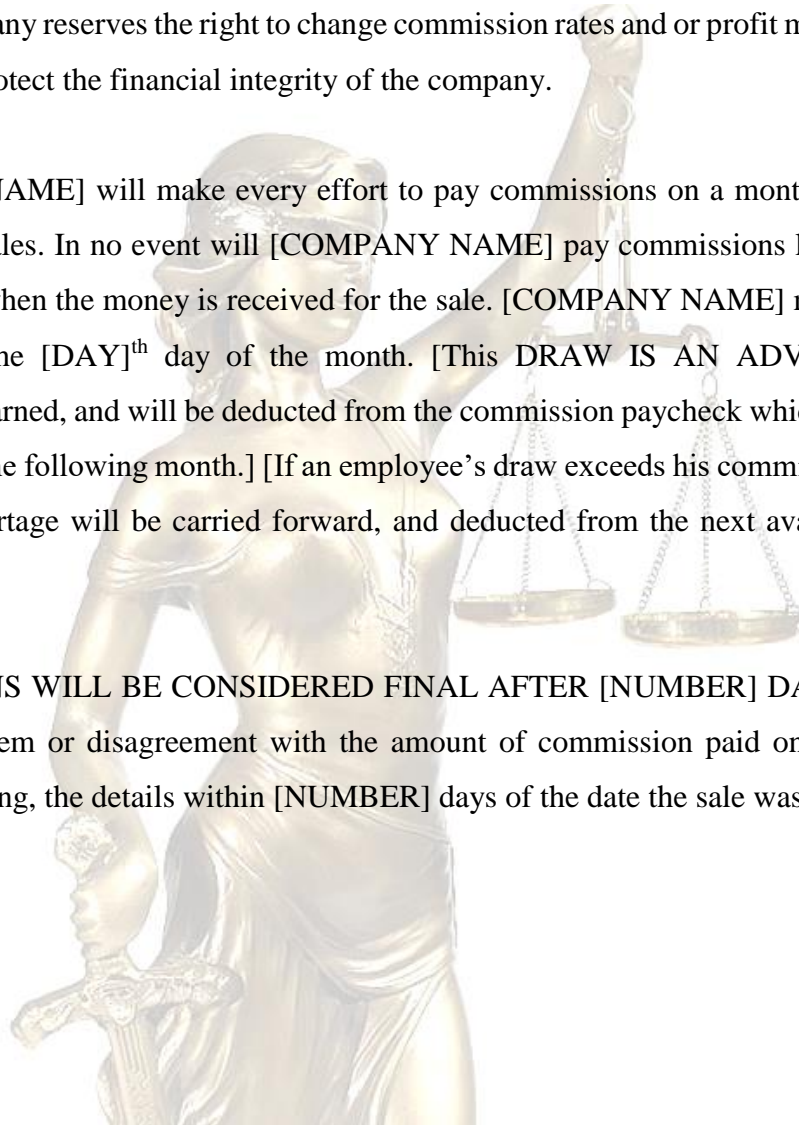 any reserves the right to change commission rates and or profit m
otect the financial integrity of the company.
NAME] will make every effort to pay commissions on a mont
ales. In no event will [COMPANY NAME] pay commissions
when the money is received for the sale. [COMPANY NAME]
he [DAY]th day of the month. [This DRAW IS AN ADV
arned, and will be deducted from the commission paycheck whic
he following month.] [If an employee’s draw exceeds his commi
rtage will be carried forward, and deducted from the next ava
NS WILL BE CONSIDERED FINAL AFTER [NUMBER] DA
em or disagreement with the amount of commission paid on
ng, the details within [NUMBER] days of the date the sale was